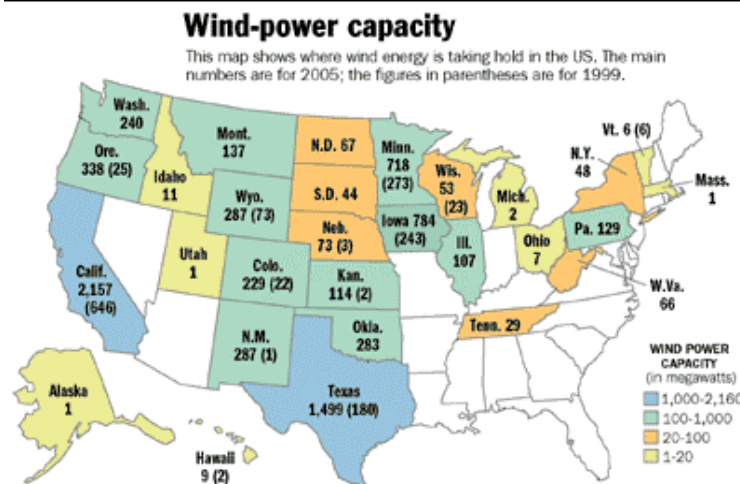 Wind-power capacity
This map shows where wind energy is taking hold in the US. The main
numbers are for 2005; the figures in parentheses are for 1999.
Wash.
240
Ore.
338 (25)
Idaho
11
Mont.
137
Wyo.
287 (73)
N.D. 67
S.D. 44
Neb.
73 (3)
Minn.
718
(273)
Iowa 784
(243)
Wis.
53
(23)
Mich.
2
Ill.
107
Ohio
7
Vt. 6 (6)
N.Y.
48
Mass.
1
Pa. 129
W.Va.
66
Calif.
2,157
(646)
Utah
1
Colo.
229 (22)
Kan.
114 (2)
N.M.
287 (1)
Okla.
283
Texas
1,499 (180)
Tenn. 29
Alaska
1
Hawaii
9 (2)
WIND POWER
CAPACITY
(in megawatts)
1,000-2,160
100-1,000
20-100
1-20